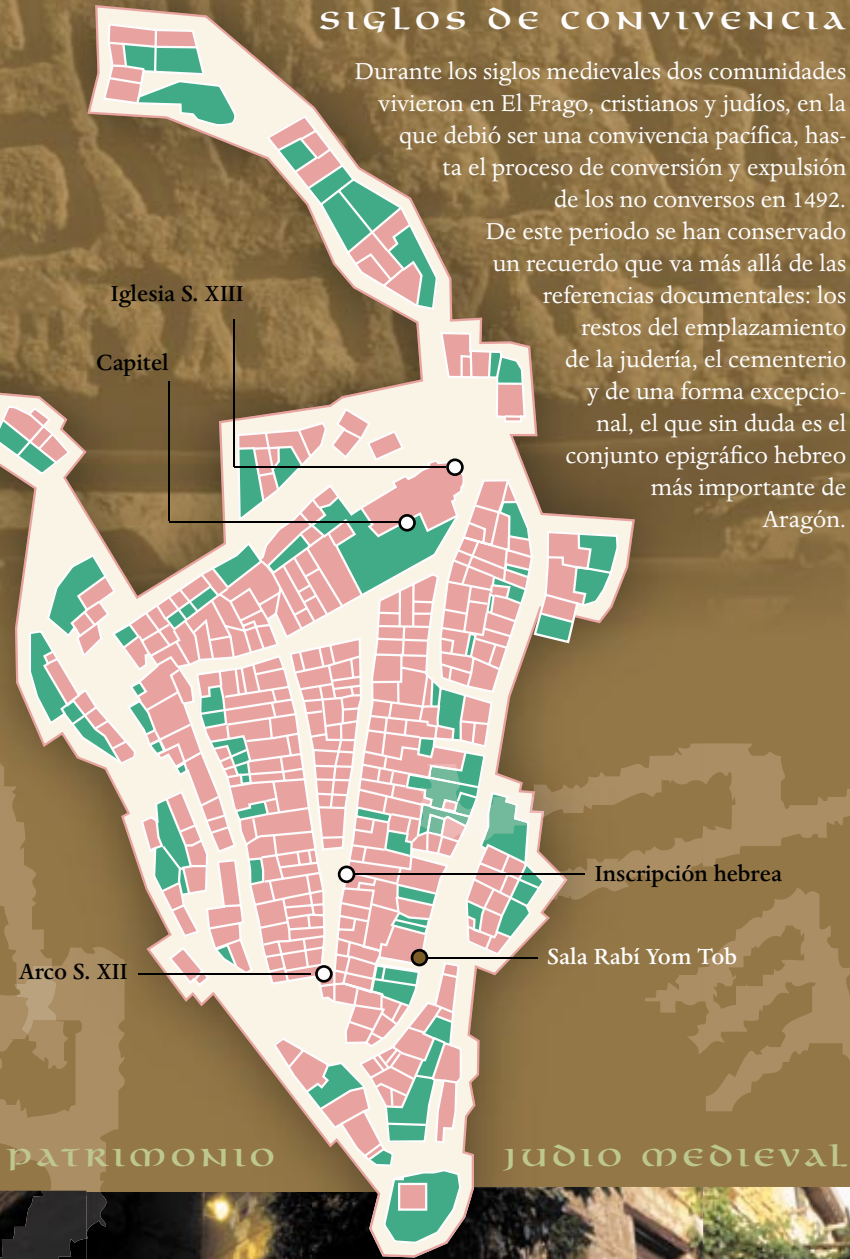 SIGLOS DE CONVIVENCIA
Durante los siglos medievales dos comunidades
vivieron en El Frago, cristianos y judíos, en la
que debió ser una convivencia pacífica, has-
ta el proceso de conversión y expulsión
de los no conversos en 1492.
De este periodo se han conservado
un recuerdo que va más allá de las
referencias documentales: los
restos del emplazamiento
de la judería, el cementerio
y de una forma excepcio-
nal, el que sin duda es el
conjunto epigráfico hebreo
más importante de
Aragón.
Iglesia S. XIII
Capitel
Inscripción hebrea
Sala Rabí Yom Tob
Arco S. XII
PATRIMONIO JUDIO MEDIEVAL